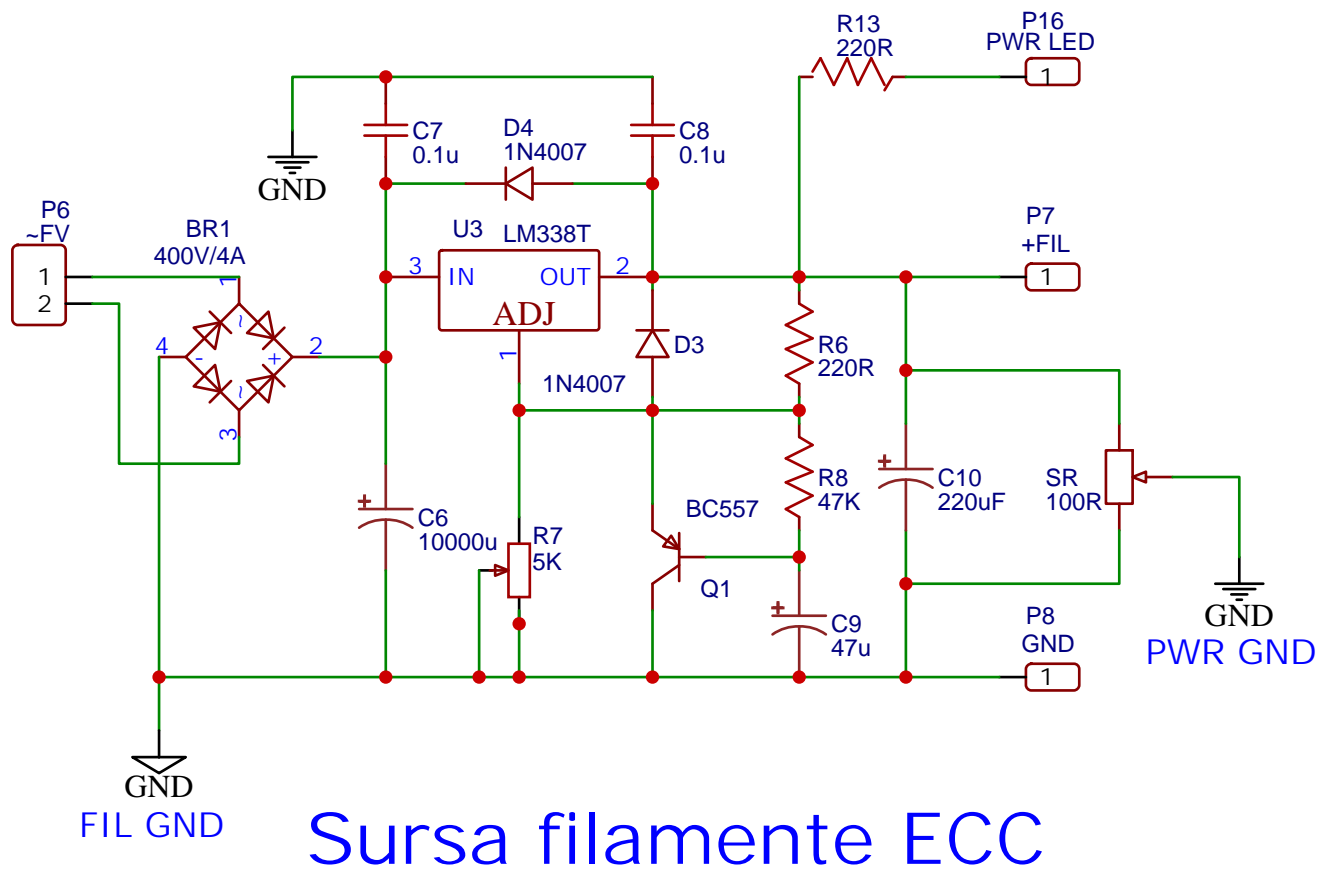 R13
220R
P16
PWR LED
1
C7
0.1u
D4
1N4007
C8
0.1u
GND
P6
~FV
1
2
BR1
400V/4A
U3 LM338T
3 IN OUT 2
ADJ
1
P7
+FIL
1
1
4 - + 2
~
~
3
D3
1N4007
R6
220R
R8
47K
C10
220uF
SR
100R
C6
10000u
R7
5K
BC557
Q1
C9
47u
P8
GND
1
GND
PWR GND
GND
FIL GND
Sursa filamente ECC